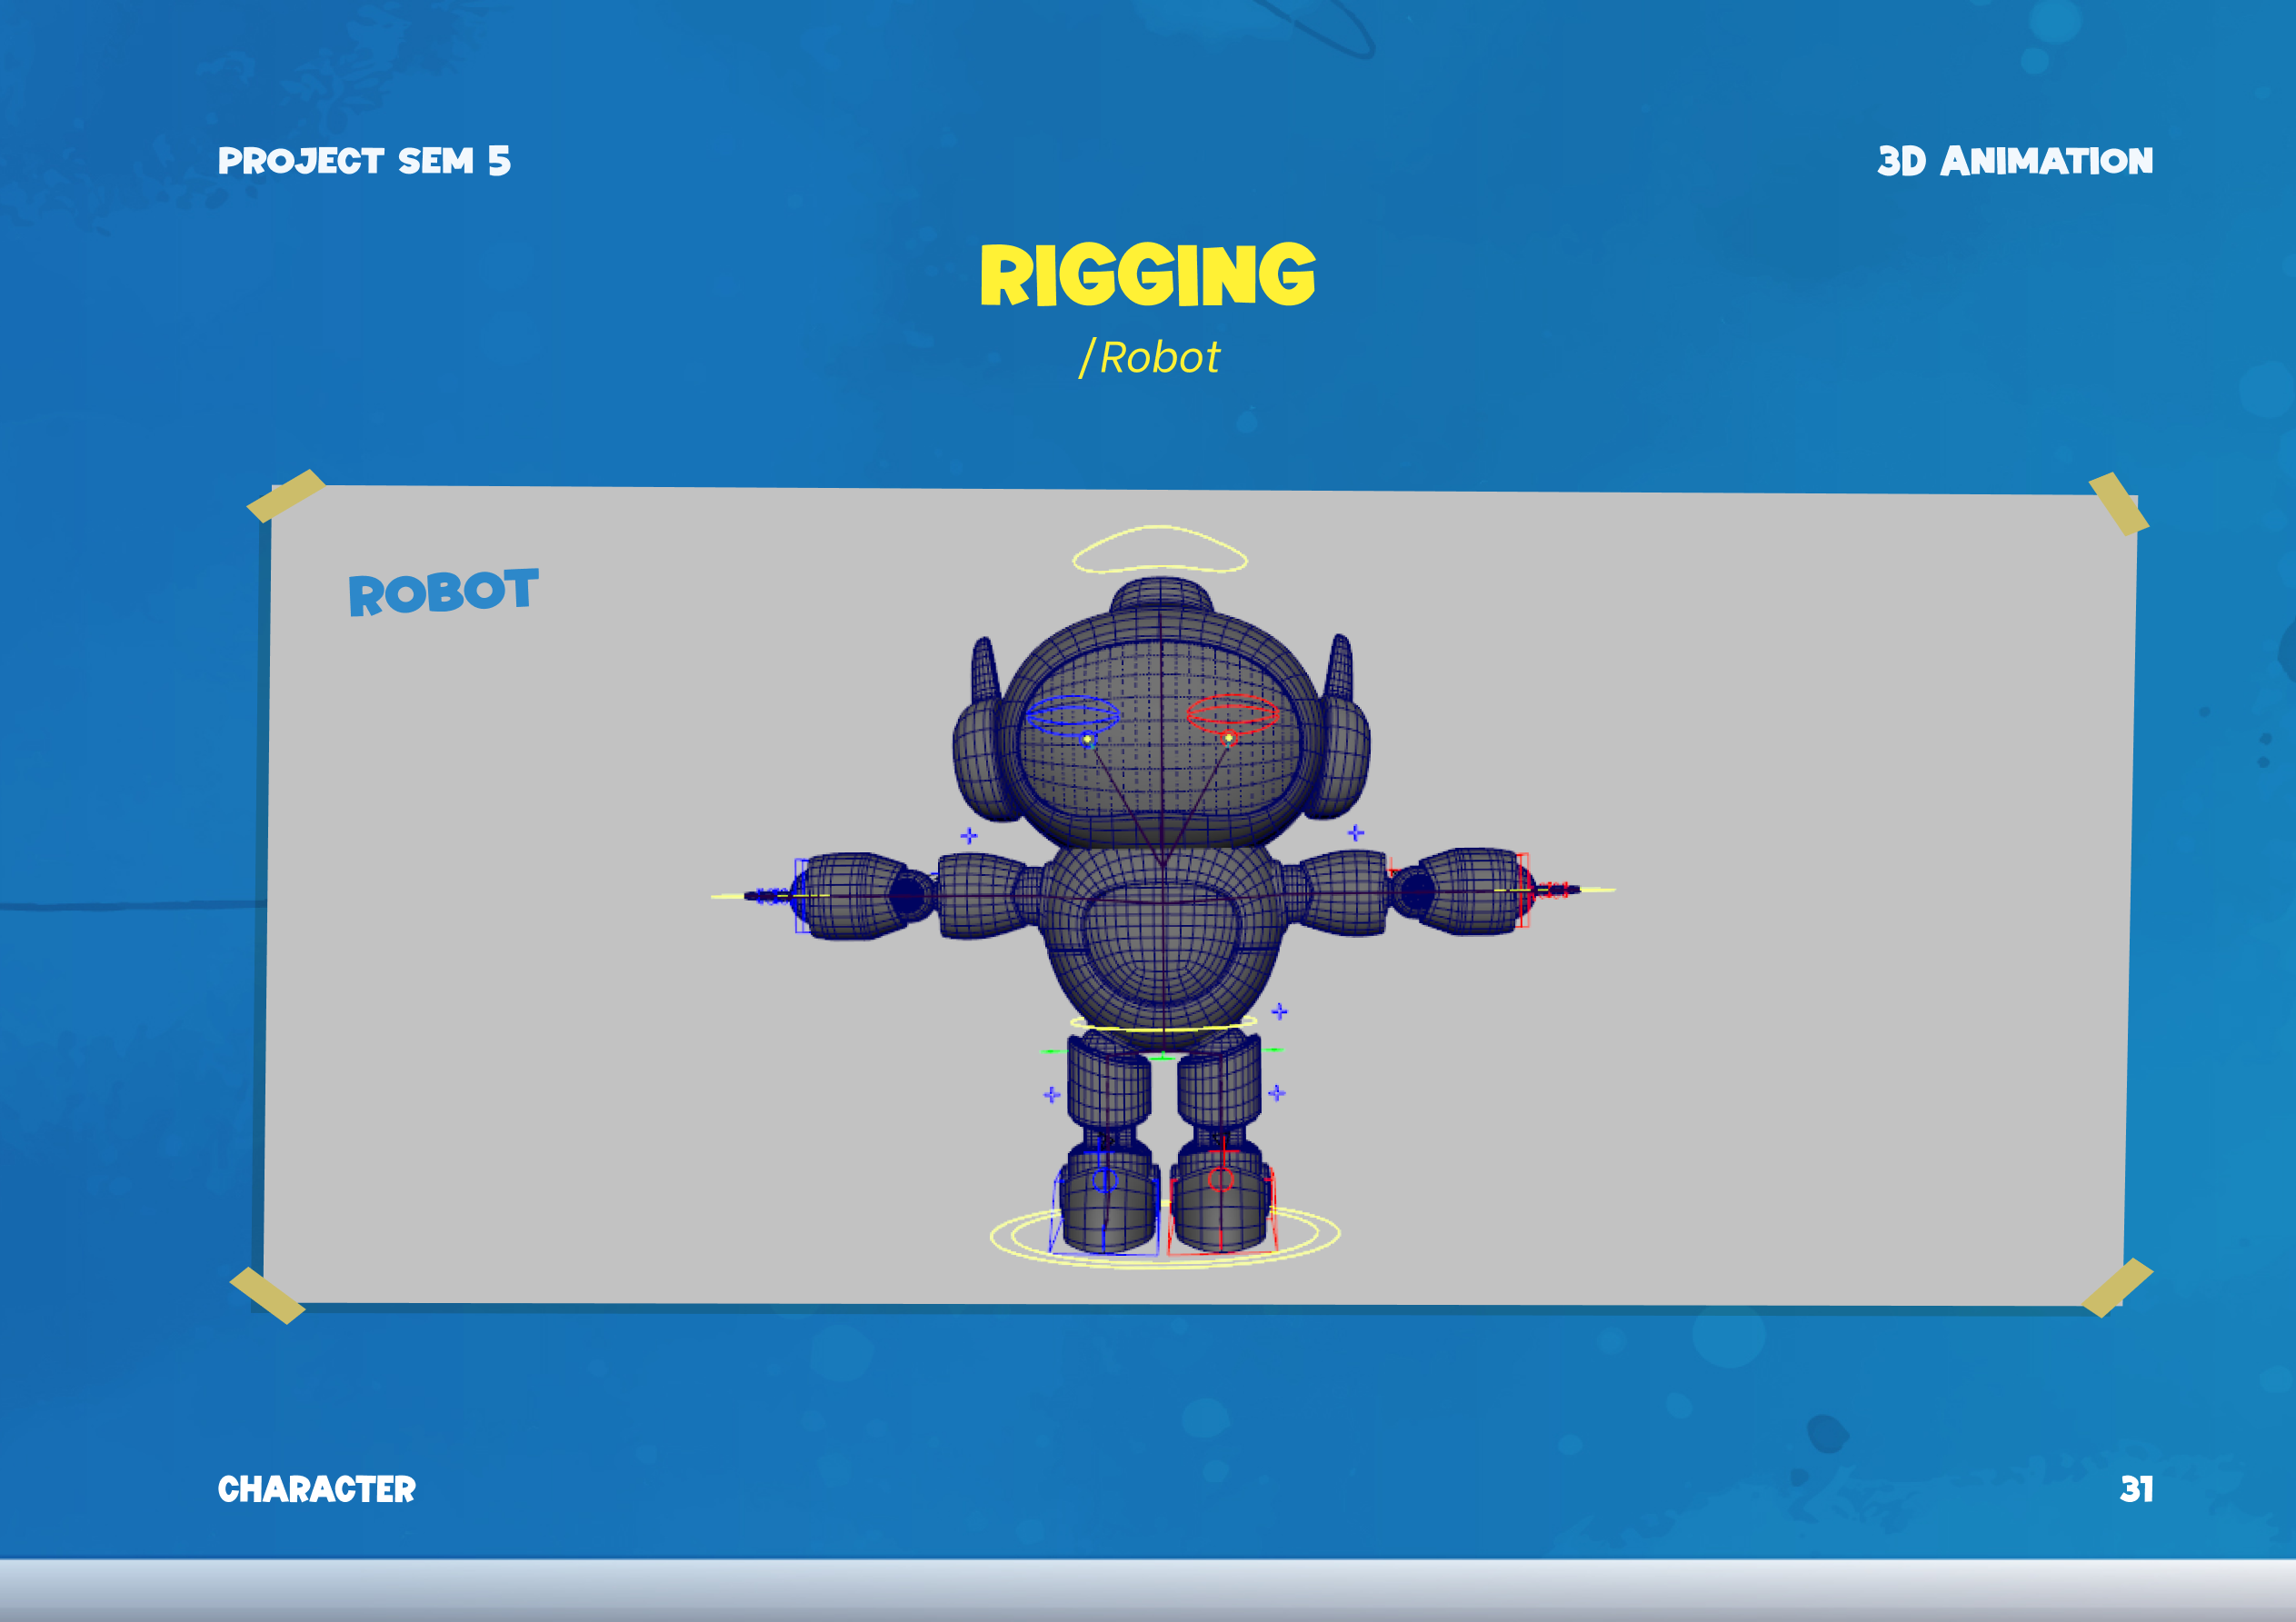 PROJECT SEM 5
3D ANIMATION
RIGGING
/Robot
ROBOT
CHARACTER
31